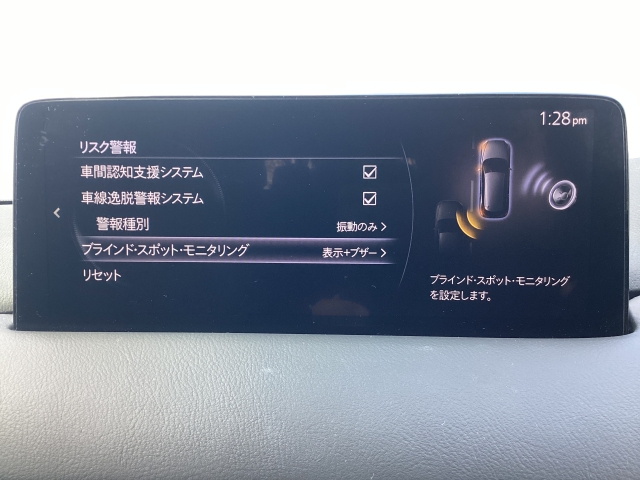 1:28pm
リスク警報
車間認知支援システム
車線逸脱警報システム
警報種別 振動のみ
ブラインド・スポット・モニタリング 表示+ブザー
リセット
ブラインド・スポット・モニタリング
を設定します。